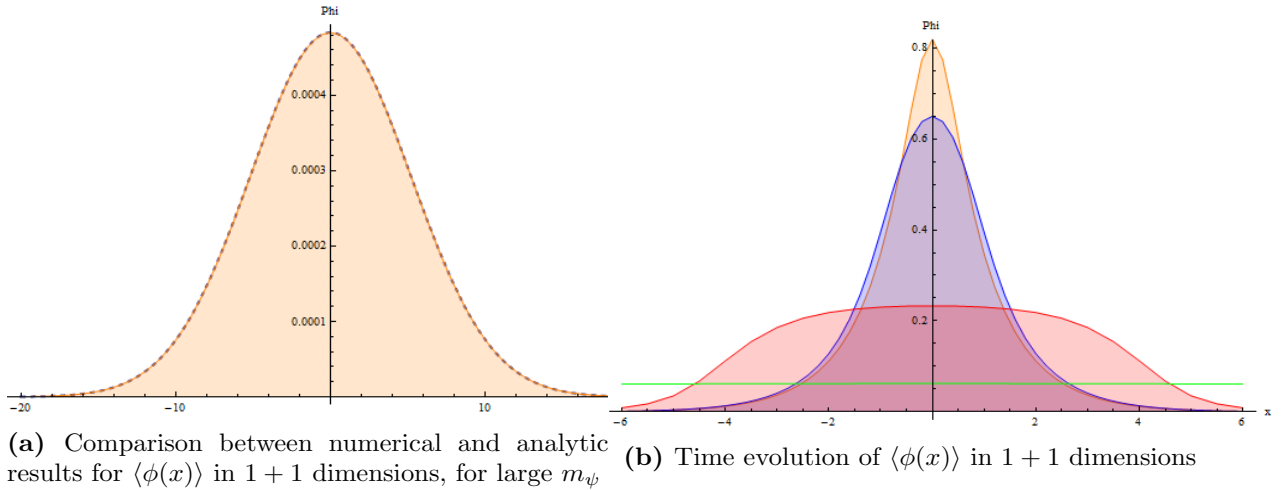 Phi
0.0004
0.0003
0.0002
0.0001
−20
−10
10
Phi
0.8
0.6
0.4
0.2
−6
−4
−2
2
4
6
x
(a) Comparison between numerical and analytic
results for ⟨ϕ(x)⟩ in 1 + 1 dimensions, for large mψ
(b) Time evolution of ⟨ϕ(x)⟩ in 1 + 1 dimensions